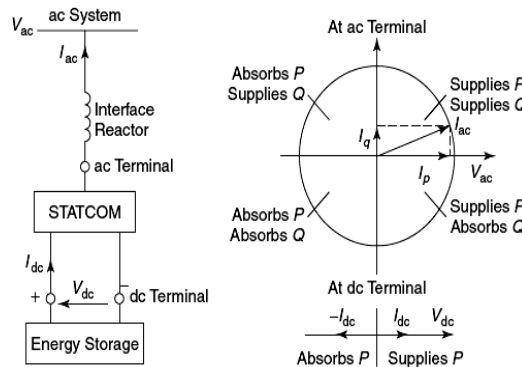 ac System
V_ac
I_ac
Interface
Reactor
ac Terminal
STATCOM
I_dc
V_dc
+
−
dc Terminal
Energy Storage
At ac Terminal
Absorbs P
Supplies Q
Supplies P
Supplies Q
I_ac
I_q
I_p
V_ac
Absorbs P
Absorbs Q
Supplies P
Absorbs Q
At dc Terminal
−I_dc
I_dc
V_dc
Absorbs P
Supplies P